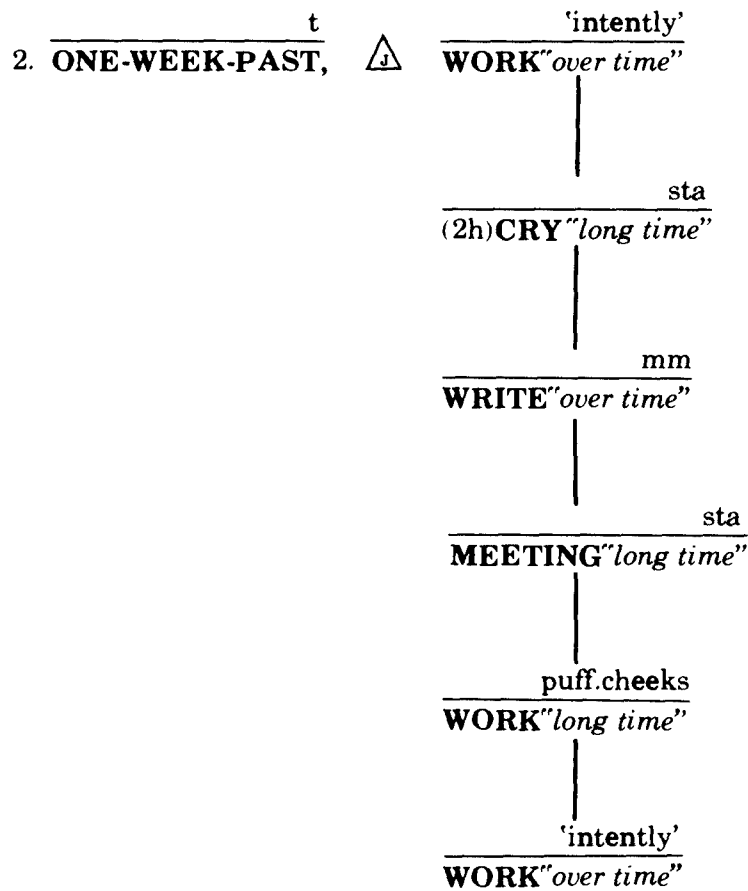 t 'intently'
2. ONE-WEEK-PAST, J WORK"over time"
sta
(2h)CRY"long time"
mm
WRITE"over time"
sta
MEETING"long time"
puff.cheeks
WORK"long time"
'intently'
WORK"over time"